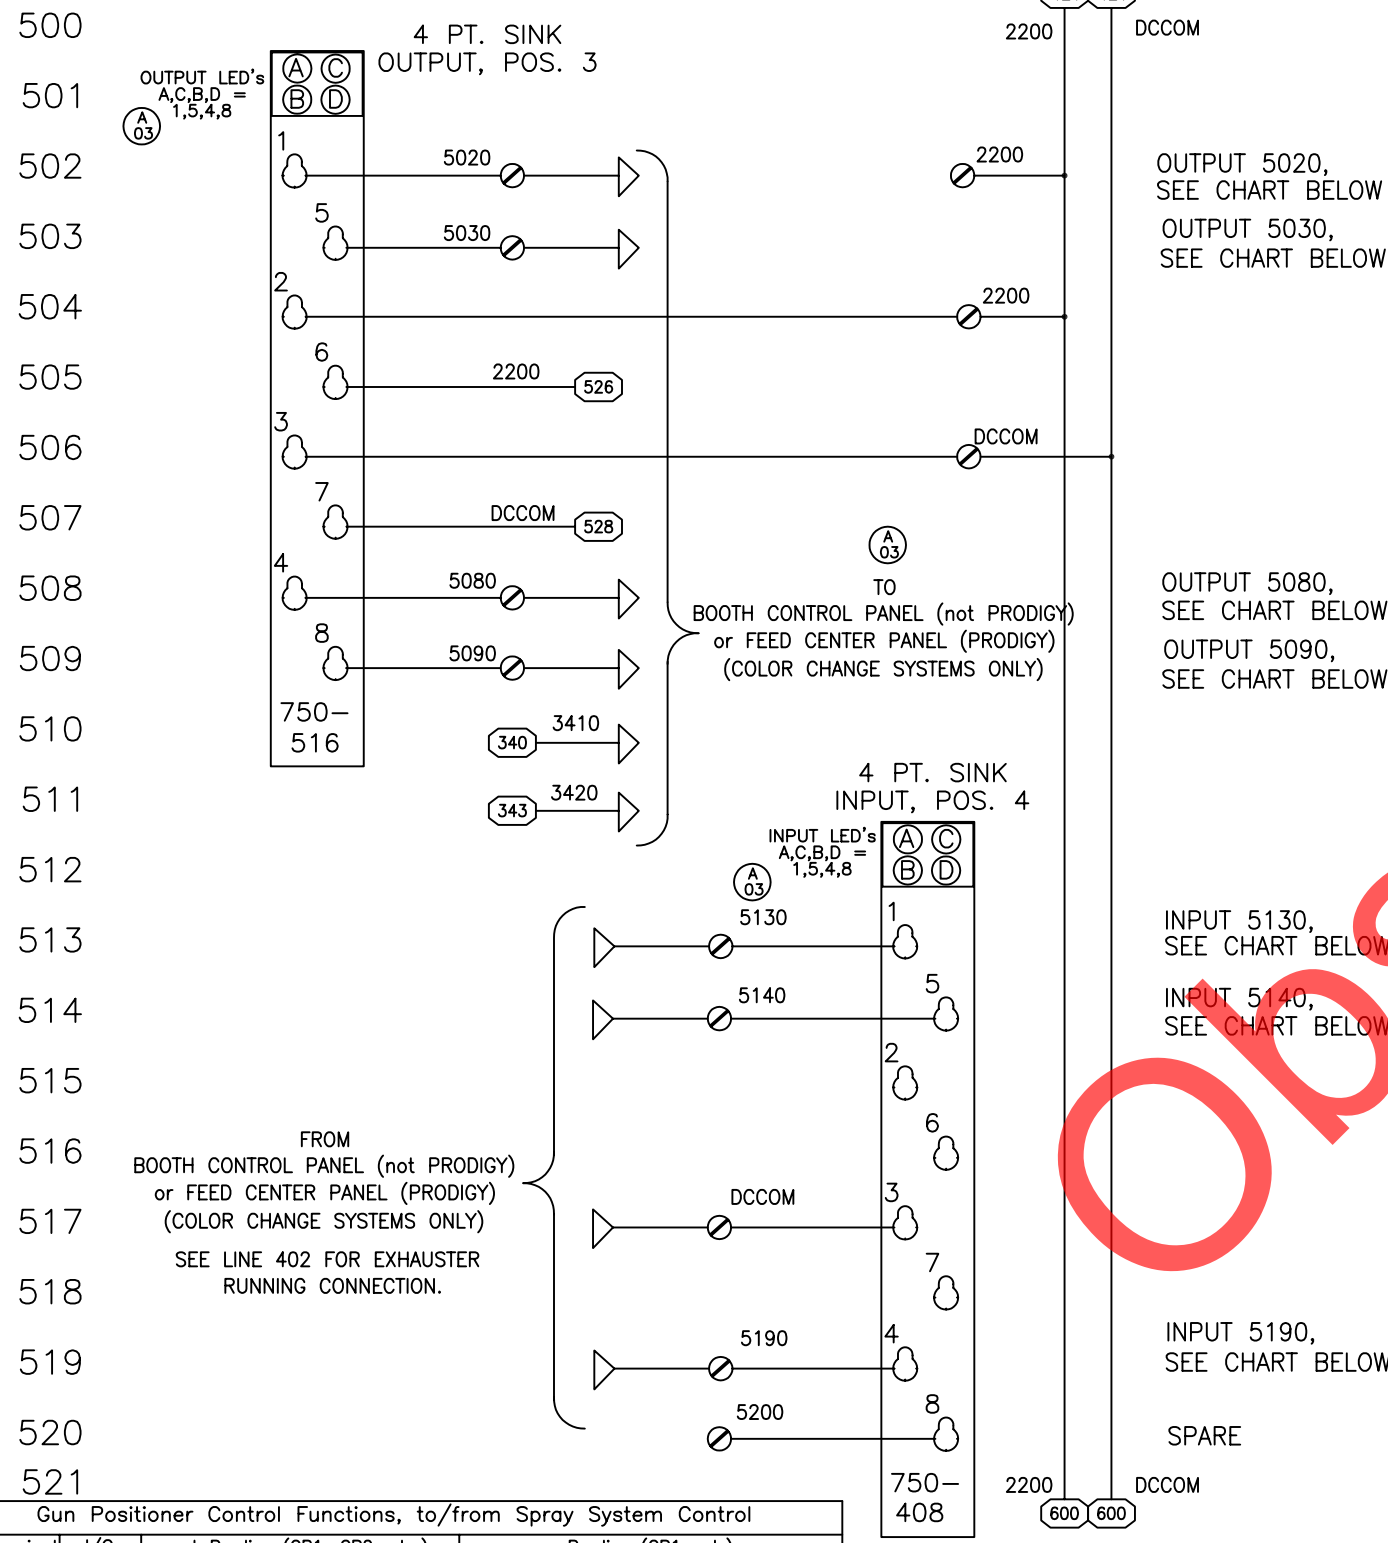 500
2200
DCCOM
4 PT. SINK
OUTPUT, POS. 3
501
OUTPUT LED's
A,C,B,D =
1,5,4,8
A
03
A C
B D
502
1
5020
2200
OUTPUT 5020,
SEE CHART BELOW
503
5
5030
OUTPUT 5030,
SEE CHART BELOW
504
2
2200
505
6
2200
526
506
3
DCCOM
507
7
DCCOM
528
A
03
TO
BOOTH CONTROL PANEL (not PRODIGY)
or FEED CENTER PANEL (PRODIGY)
(COLOR CHANGE SYSTEMS ONLY)
508
4
5080
OUTPUT 5080,
SEE CHART BELOW
509
8
5090
OUTPUT 5090,
SEE CHART BELOW
750-
516
510
340
3410
511
343
3420
4 PT. SINK
INPUT, POS. 4
512
INPUT LED's
A,C,B,D =
1,5,4,8
A
03
A C
B D
513
5130
1
INPUT 5130,
SEE CHART BELOW
514
5140
5
INPUT 5140,
SEE CHART BELOW
515
2
516
6
FROM
BOOTH CONTROL PANEL (not PRODIGY)
or FEED CENTER PANEL (PRODIGY)
(COLOR CHANGE SYSTEMS ONLY)
SEE LINE 402 FOR EXHAUSTER
RUNNING CONNECTION.
517
DCCOM
3
518
7
519
5190
4
INPUT 5190,
SEE CHART BELOW
520
5200
8
SPARE
521
750-
408
2200
DCCOM
600
600
Gun Positioner Control Functions, to/from Spray System Control
Obs